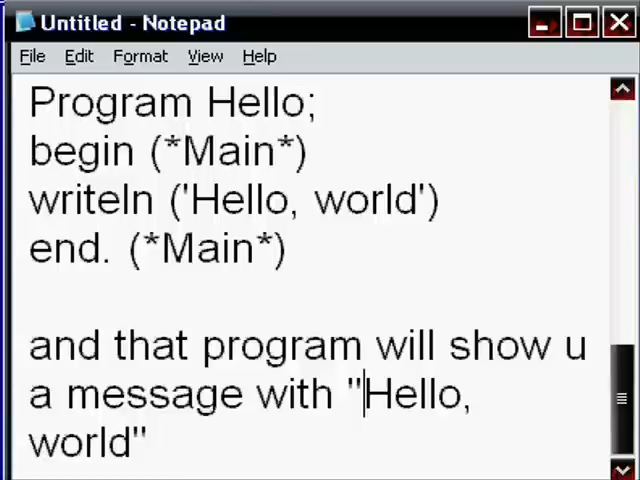 Untitled - Notepad
File Edit Format View Help
Program Hello;
begin (*Main*)
writeln ('Hello, world')
end. (*Main*)
and that program will show u
a message with "Hello,
world"